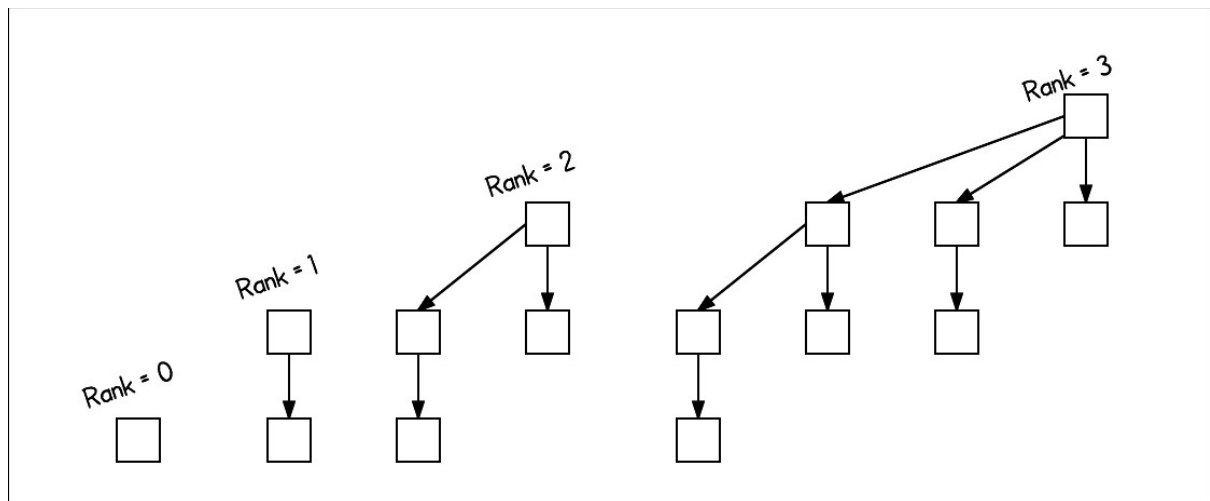 Rank = 0
Rank = 1
Rank = 2
Rank = 3